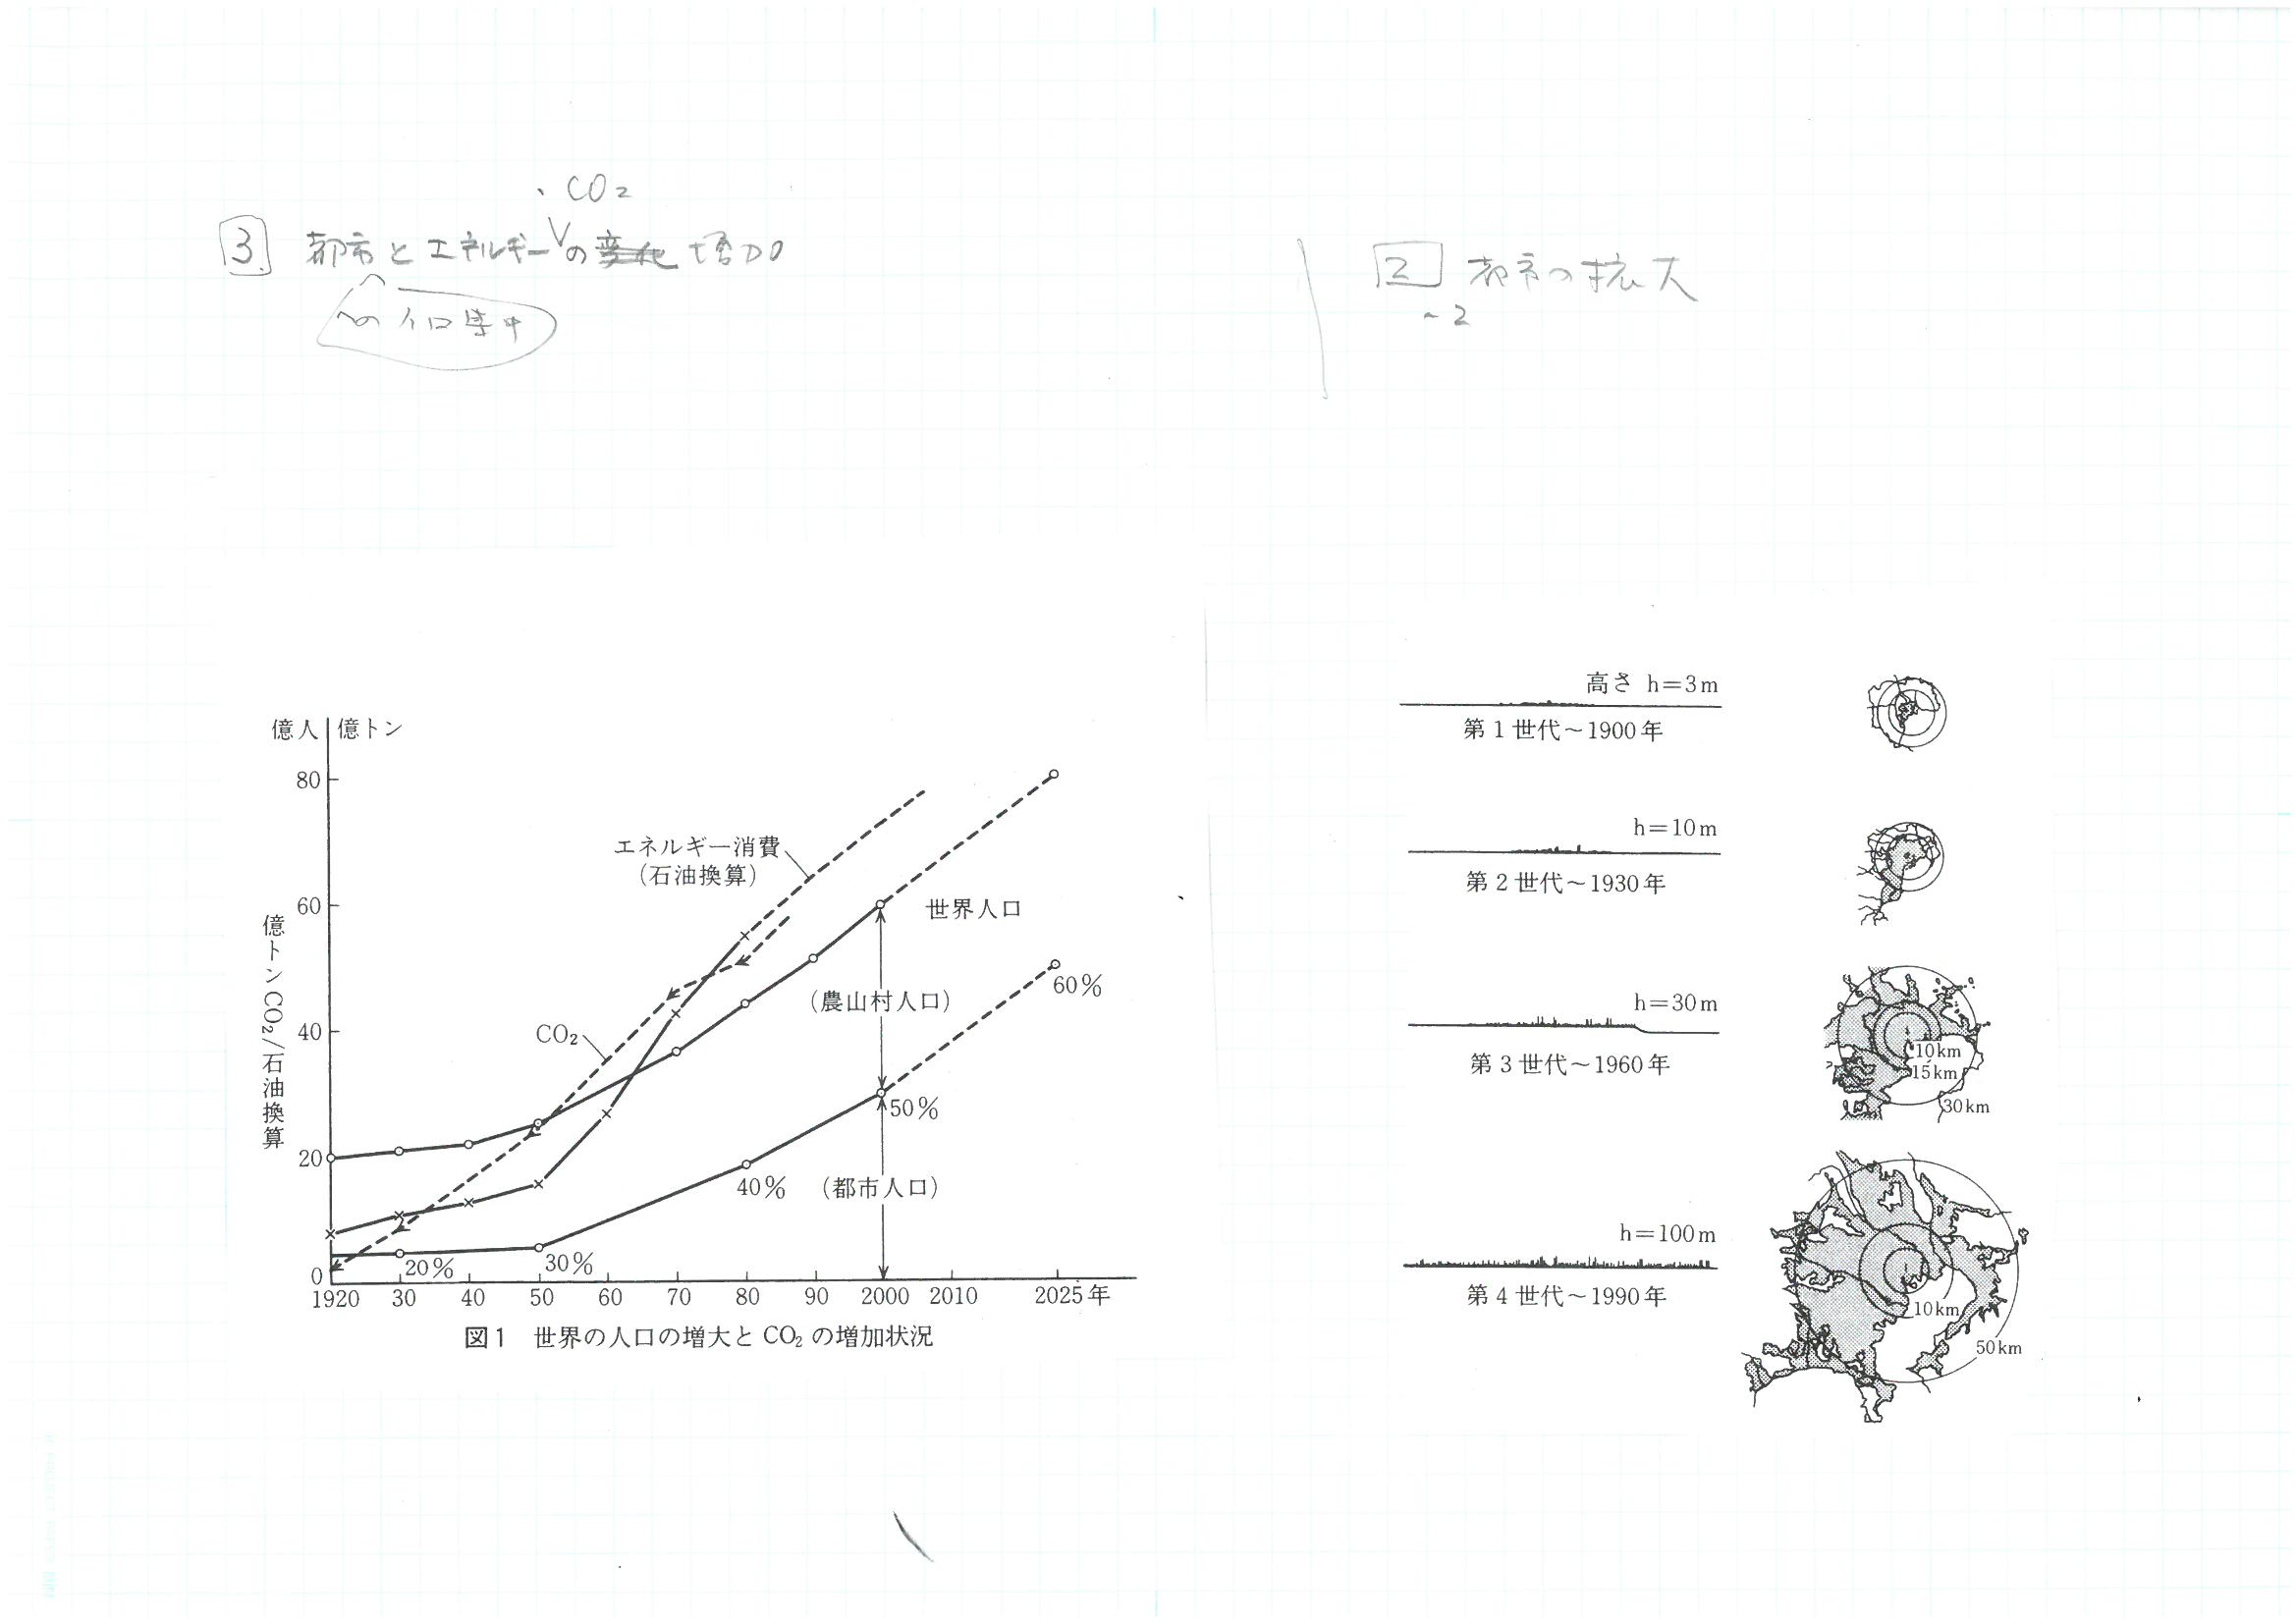 、CO2
3. 都市とエネルギーの変化増加
への人口集中
2 都市の拡大
~2
億人 億トン
80
60
40
20
0
億トンCO₂/石油換算
エネルギー消費
(石油換算)
CO₂
世界人口
(農山村人口)
(都市人口)
20%
30%
40%
50%
60%
1920 30 40 50 60 70 80 90 2000 2010 2025年
図1 世界の人口の増大とCO₂の増加状況
高さ h=3m
第1世代~1900年
h=10m
第2世代~1930年
h=30m
第3世代~1960年
10km
15km
30km
h=100m
第4世代~1990年
10km
50km